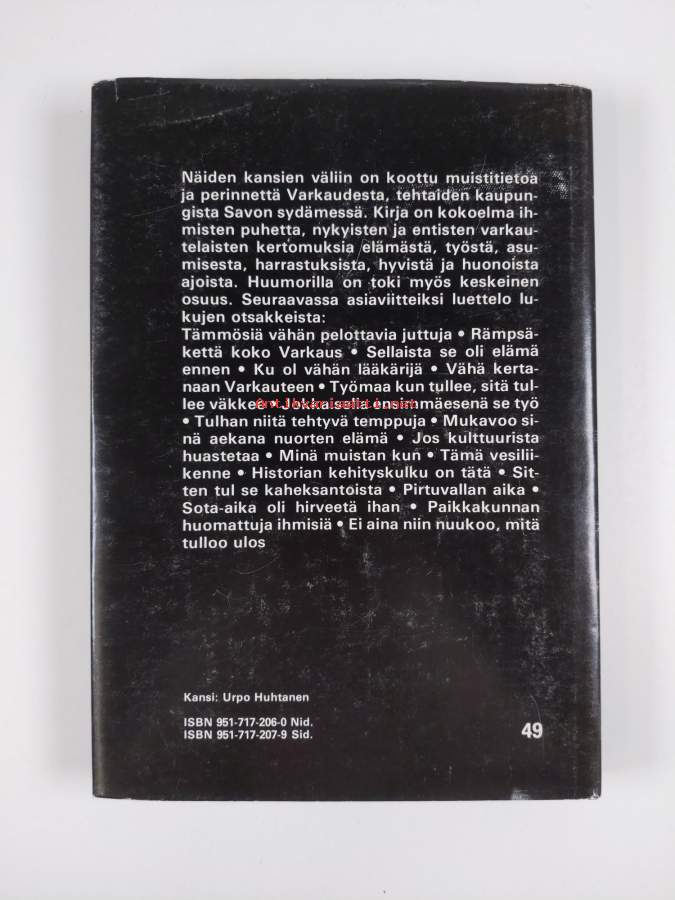 Näiden kansien väliin on koottu muistitietoa
ja perinnettä Varkaudesta, tehtaiden kaupun-
gista Savon sydämessä. Kirja on kokoelma ih-
misten puhetta, nykyisten ja entisten varkau-
telaisten kertomuksia elämästä, työstä, asu-
misesta, harrastuksista, hyvistä ja huonoista
ajoista. Huumorilla on toki myös keskeinen
osuus. Seuraavassa asiaviitteiksi luettelo lu-
kujen otsakkeista:
Tämmösiä vähän pelottavia juttuja • Rämpsä-
kettä koko Varkaus • Sellaista se oli elämä
ennen • Ku ol vähän lääkärijä • Vähä kerta-
naan Varkauteen • Työmaa kun tullee, sitä tul-
lee väkkee • Jokkaisella ensimmäesenä se työ
• Tulhan niitä tehtyvä temppuja • Mukavoo si-
nä aekana nuorten elämä • Jos kulttuurista
huastetaa • Minä muistan kun • Tämä vesilii-
kenne • Historian kehityskulku on tätä • Sit-
ten tul se kaheksantoista • Pirtuvallan aika •
Sota-aika oli hirveetä ihan • Paikkakunnan
huomattuja ihmisiä • Ei aina niin nuukoo, mitä
tulloo ulos
Antikvariaatti.net
Kansi: Urpo Huhtanen
ISBN 951-717-206-0 Nid.
ISBN 951-717-207-9 Sid.
49